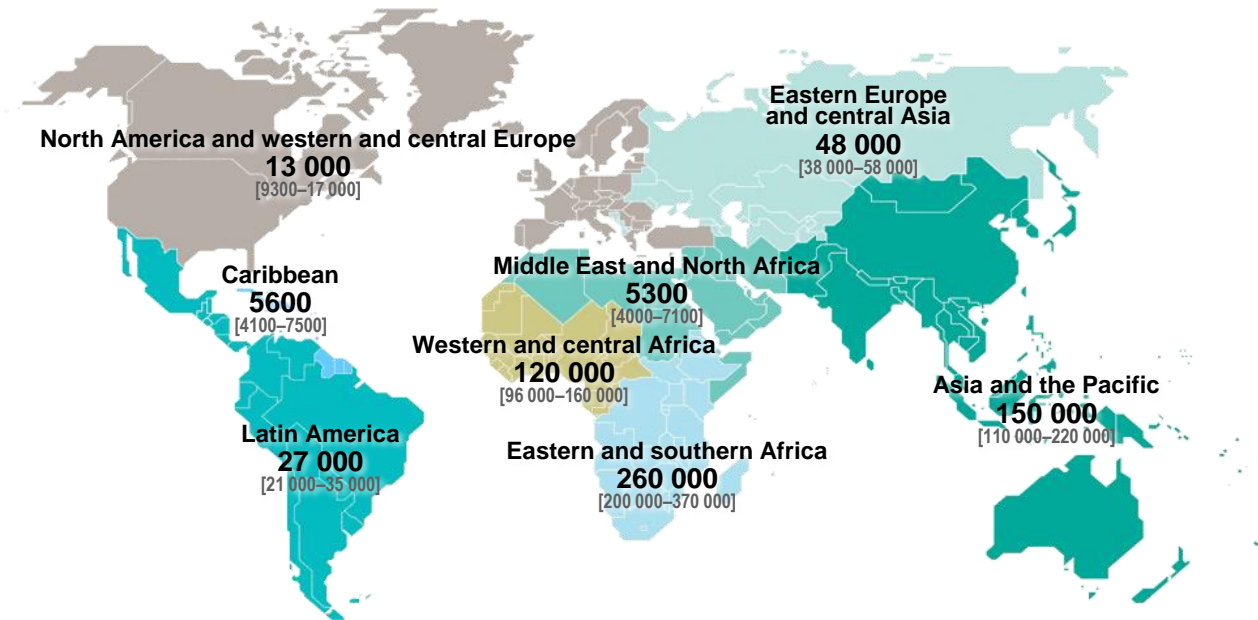 North America and western and central Europe
13 000
[9300–17 000]
Eastern Europe
and central Asia
48 000
[38 000–58 000]
Caribbean
5600
[4100–7500]
Middle East and North Africa
5300
[4000–7100]
Western and central Africa
120 000
[96 000–160 000]
Asia and the Pacific
150 000
[110 000–220 000]
Latin America
27 000
[21 000–35 000]
Eastern and southern Africa
260 000
[200 000–370 000]